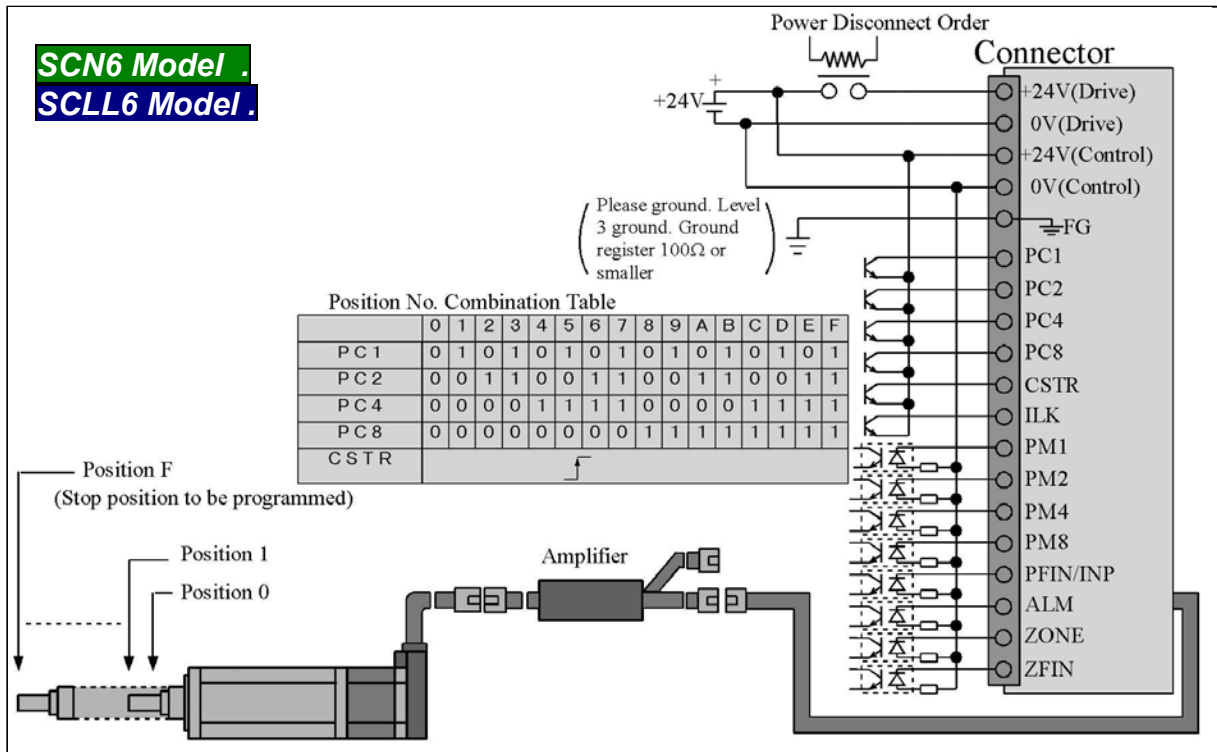 SCN6 Model .
SCLL6 Model .
Power Disconnect Order
Connector
+
+24V
+24V(Drive)
0V(Drive)
+24V(Control)
0V(Control)
FG
Please ground. Level
3 ground. Ground
register 100Ω or
smaller
PC1
PC2
PC4
PC8
CSTR
ILK
PM1
PM2
PM4
PM8
PFIN/INP
ALM
ZONE
ZFIN
Position No. Combination Table
0 1 2 3 4 5 6 7 8 9 A B C D E F
PC1 0 1 0 1 0 1 0 1 0 1 0 1 0 1 0 1
PC2 0 0 1 1 0 0 1 1 0 0 1 1 0 0 1 1
PC4 0 0 0 0 1 1 1 1 0 0 0 0 1 1 1 1
PC8 0 0 0 0 0 0 0 0 1 1 1 1 1 1 1 1
CSTR
Position F
(Stop position to be programmed)
Position 1
Position 0
Amplifier